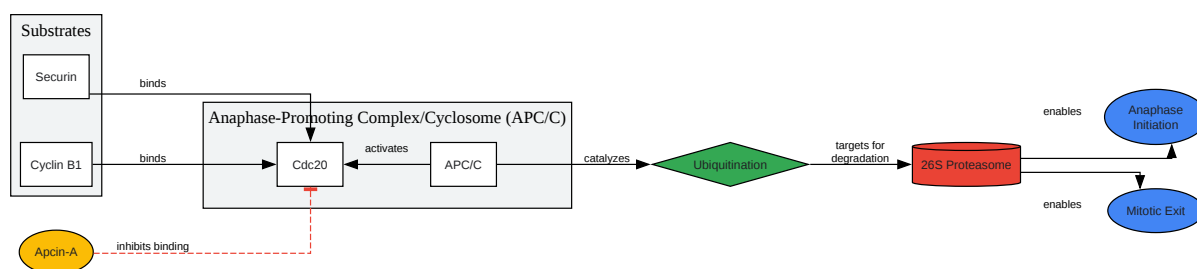 Substrates
Securin
binds
Cyclin B1
binds
Anaphase-Promoting Complex/Cyclosome (APC/C)
Cdc20
activates
APC/C
catalyzes
Ubiquitination
targets for
degradation
26S Proteasome
enables
Anaphase
Initiation
enables
Mitotic Exit
Apcin-A
inhibits binding